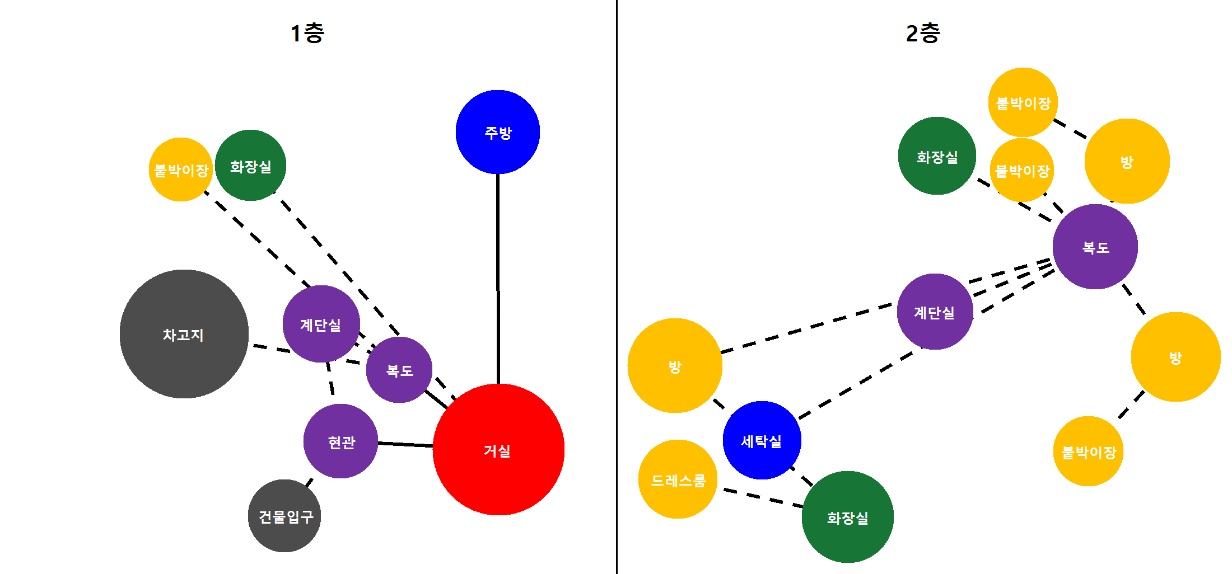 1층
주방
붙박이장
화장실
계단실
차고지
복도
현관
거실
건물입구
2층
붙박이장
화장실
방
붙박이장
복도
계단실
방
방
세탁실
붙박이장
드레스룸
화장실